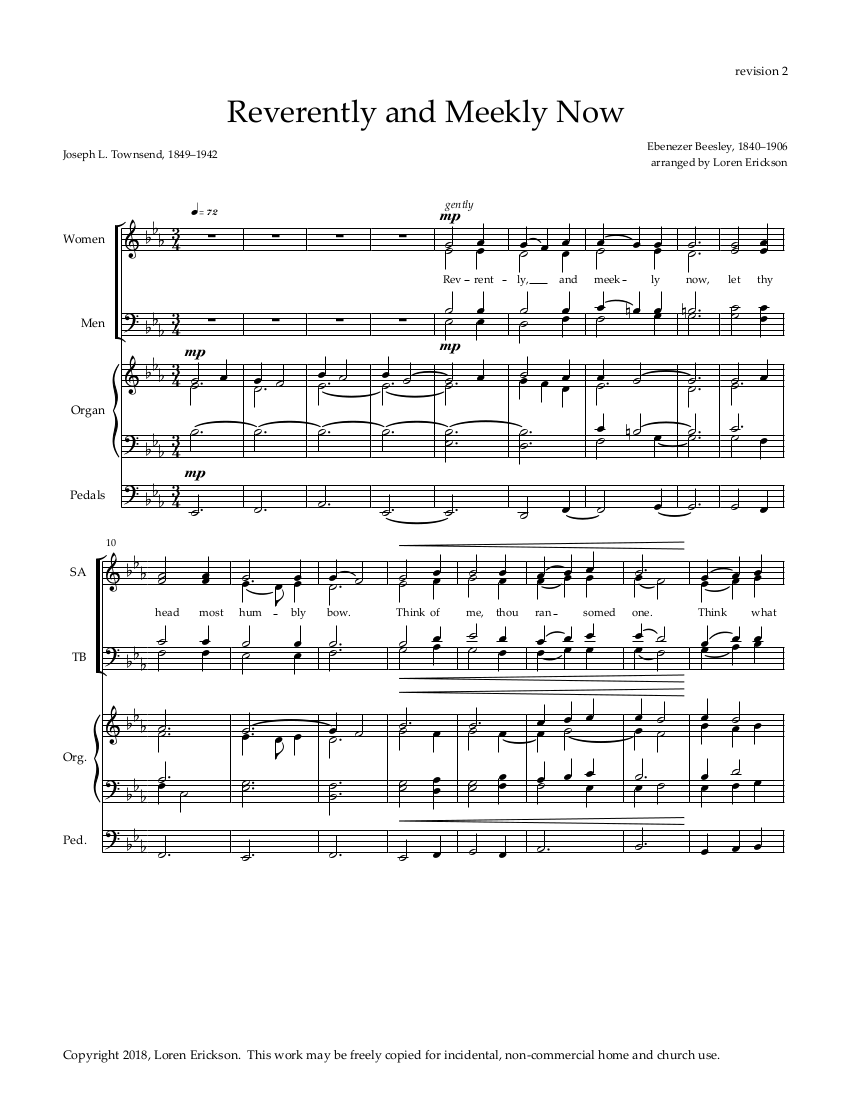 revision 2
Reverently and Meekly Now
Joseph L. Townsend, 1849–1942
Ebenezer Beesley, 1840–1906
arranged by Loren Erickson
gently
♩= 72
mp
Women
Rev – rent – ly,__ and meek – ly now, let thy
Men
mp
mp
Organ
mp
Pedals
10
SA
head most hum – bly bow. Think of me, thou ran – somed one. Think what
TB
Org.
Ped.
Copyright 2018, Loren Erickson. This work may be freely copied for incidental, non-commercial home and church use.